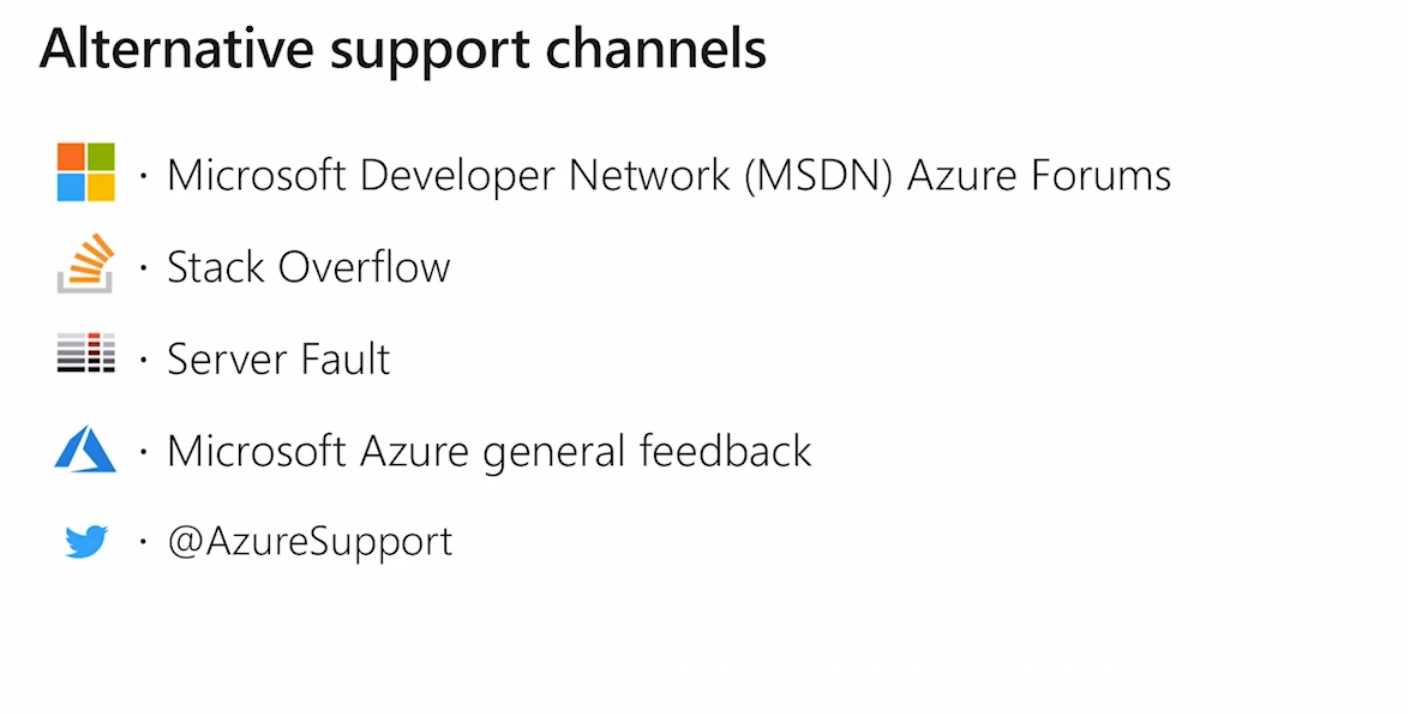 Alternative support channels
· Microsoft Developer Network (MSDN) Azure Forums
· Stack Overflow
· Server Fault
· Microsoft Azure general feedback
· @AzureSupport